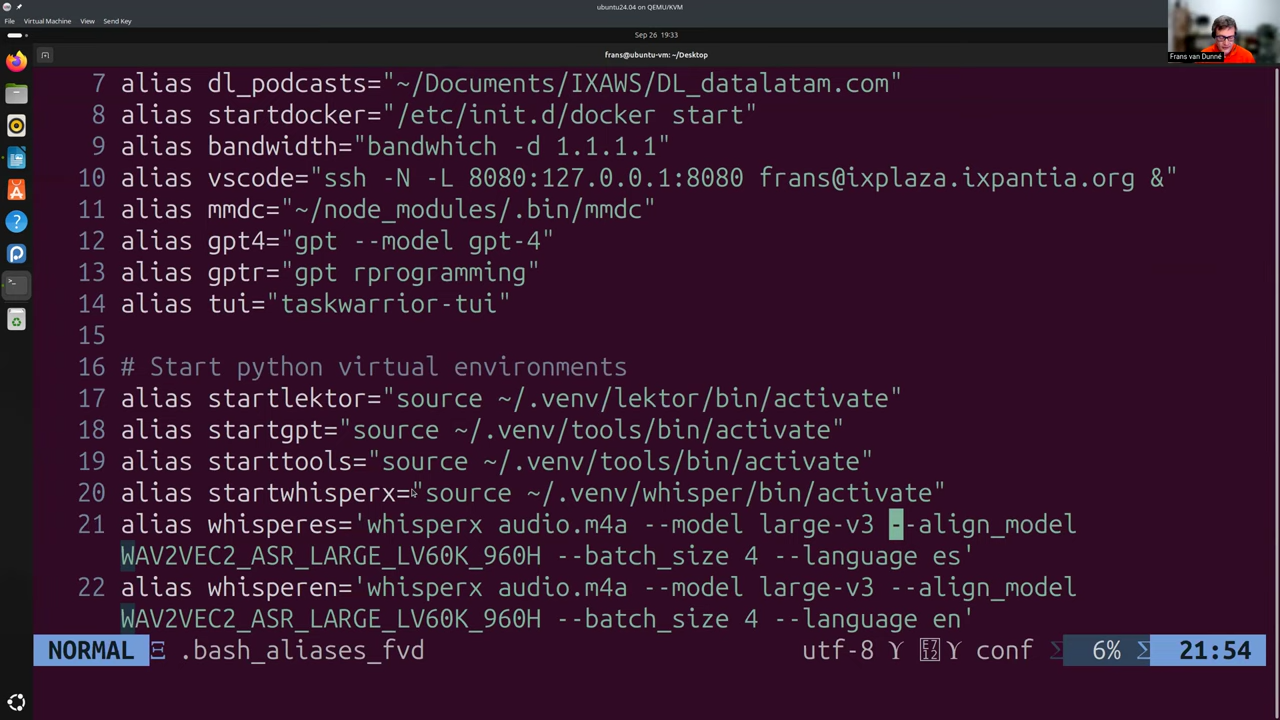 ubuntu24.04 on QEMU/KVM
File Virtual Machine View Send Key
Sep 26 19:33
frans@ubuntu-vm: ~/Desktop
Frans van Dunné
7 alias dl_podcasts="~/Documents/IXAWS/DL_datalatam.com"
8 alias startdocker="/etc/init.d/docker start"
9 alias bandwidth="bandwhich -d 1.1.1.1"
10 alias vscode="ssh -N -L 8080:127.0.0.1:8080 frans@ixplaza.ixpantia.org &"
11 alias mmdc="~/node_modules/.bin/mmdc"
12 alias gpt4="gpt --model gpt-4"
13 alias gptr="gpt rprogramming"
14 alias tui="taskwarrior-tui"
15
16 # Start python virtual environments
17 alias startlektor="source ~/.venv/lektor/bin/activate"
18 alias startgpt="source ~/.venv/tools/bin/activate"
19 alias starttools="source ~/.venv/tools/bin/activate"
20 alias startwhisperx="source ~/.venv/whisper/bin/activate"
21 alias whisperes='whisperx audio.m4a --model large-v3 --align_model
WAV2VEC2_ASR_LARGE_LV60K_960H --batch_size 4 --language es'
22 alias whisperen='whisperx audio.m4a --model large-v3 --align_model
WAV2VEC2_ASR_LARGE_LV60K_960H --batch_size 4 --language en'
NORMAL Ξ .bash_aliases_fvd utf-8 ϒ E712 ϒ conf Σ 6% Σ 21:54